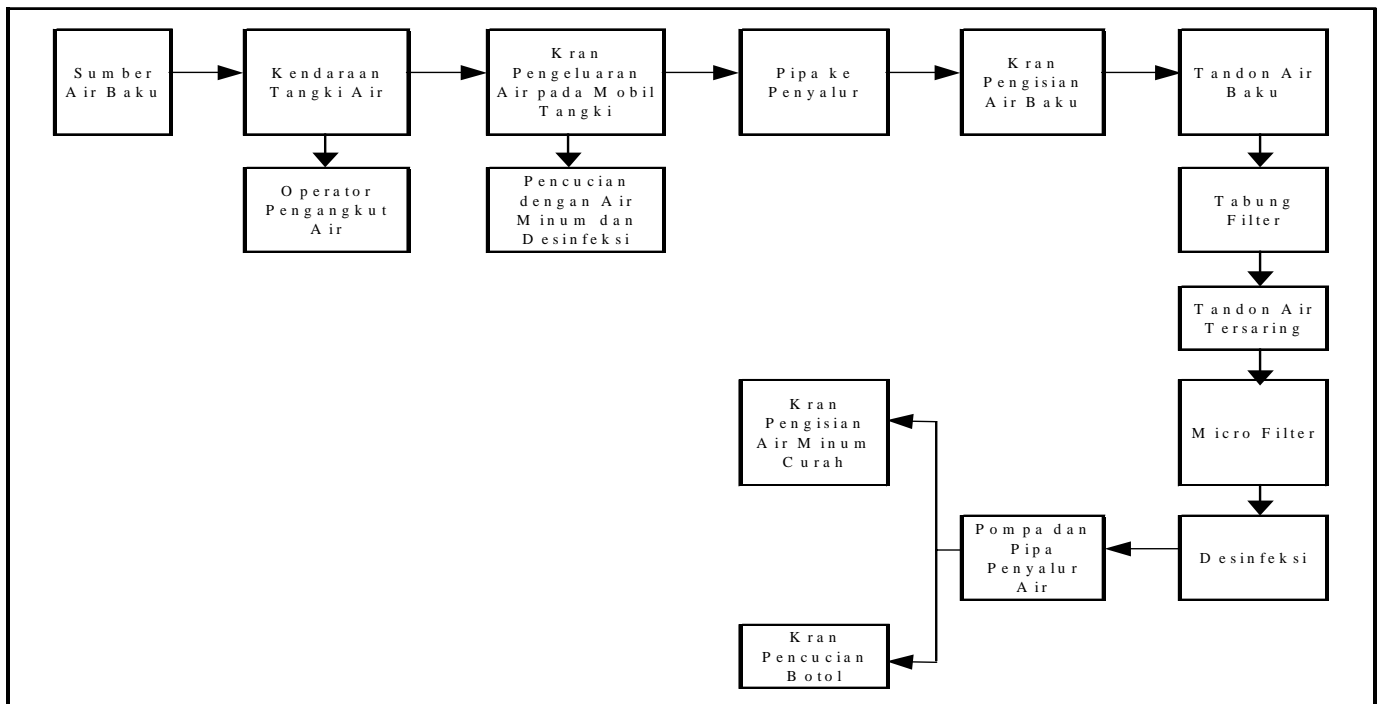 Sumber
Air Baku
Kendaraan
Tangki Air
Kran
Pengeluaran
Air pada Mobil
Tangki
Pipa ke
Penyalur
Kran
Pengisian
Air Baku
Tandon Air
Baku
Operator
Pengangkut
Air
Pencucian
dengan Air
Minum dan
Desinfeksi
Tabung
Filter
Tandon Air
Tersaring
Kran
Pengisian
Air Minum
Curah
Micro Filter
Pompa dan
Pipa
Penyalur
Air
Desinfeksi
Kran
Pencucian
Botol